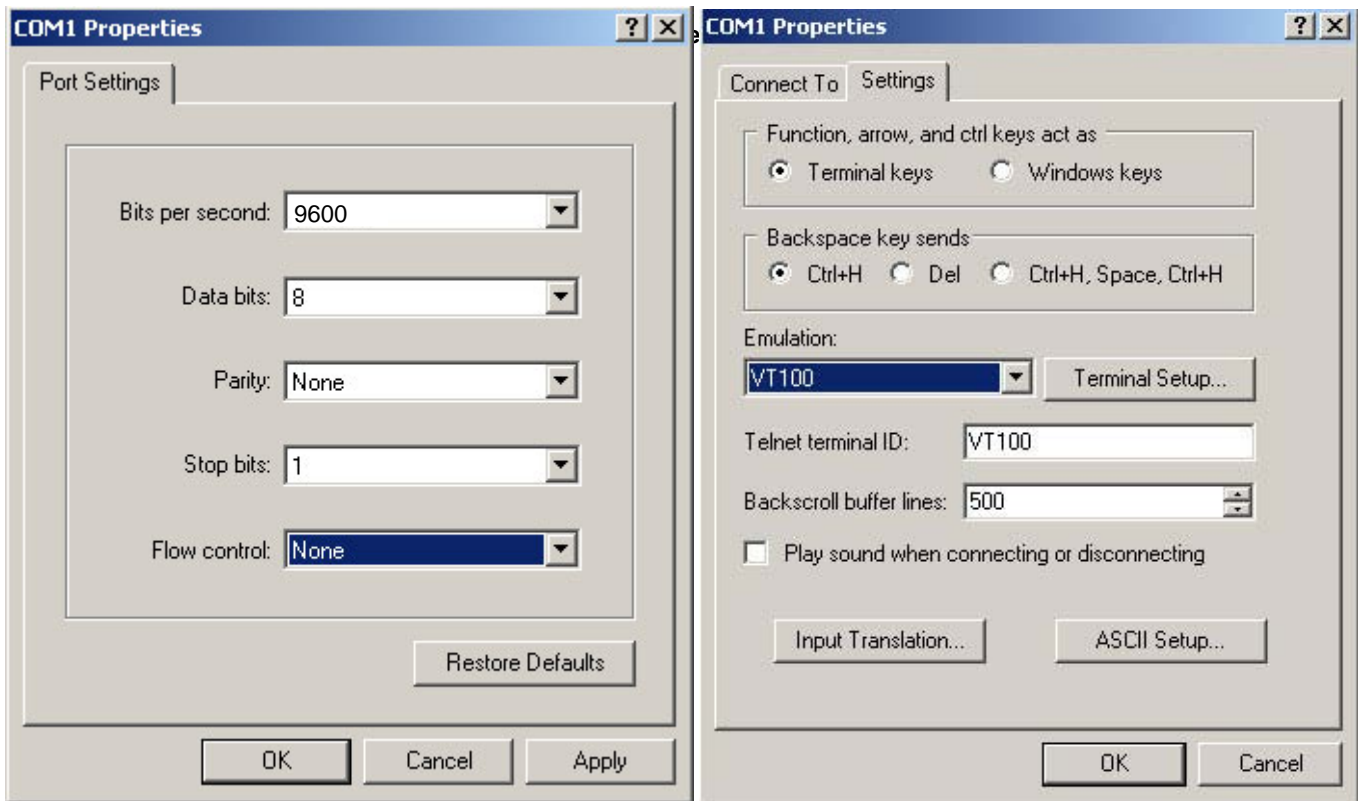 COM1 Properties
Port Settings
Bits per second: 9600
Data bits: 8
Parity: None
Stop bits: 1
Flow control: None
Restore Defaults
OK Cancel Apply
e
COM1 Properties
Connect To Settings
Function, arrow, and ctrl keys act as
Terminal keys Windows keys
Backspace key sends
Ctrl+H Del Ctrl+H, Space, Ctrl+H
Emulation:
VT100 Terminal Setup...
Telnet terminal ID: VT100
Backscroll buffer lines: 500
Play sound when connecting or disconnecting
Input Translation... ASCII Setup...
OK Cancel